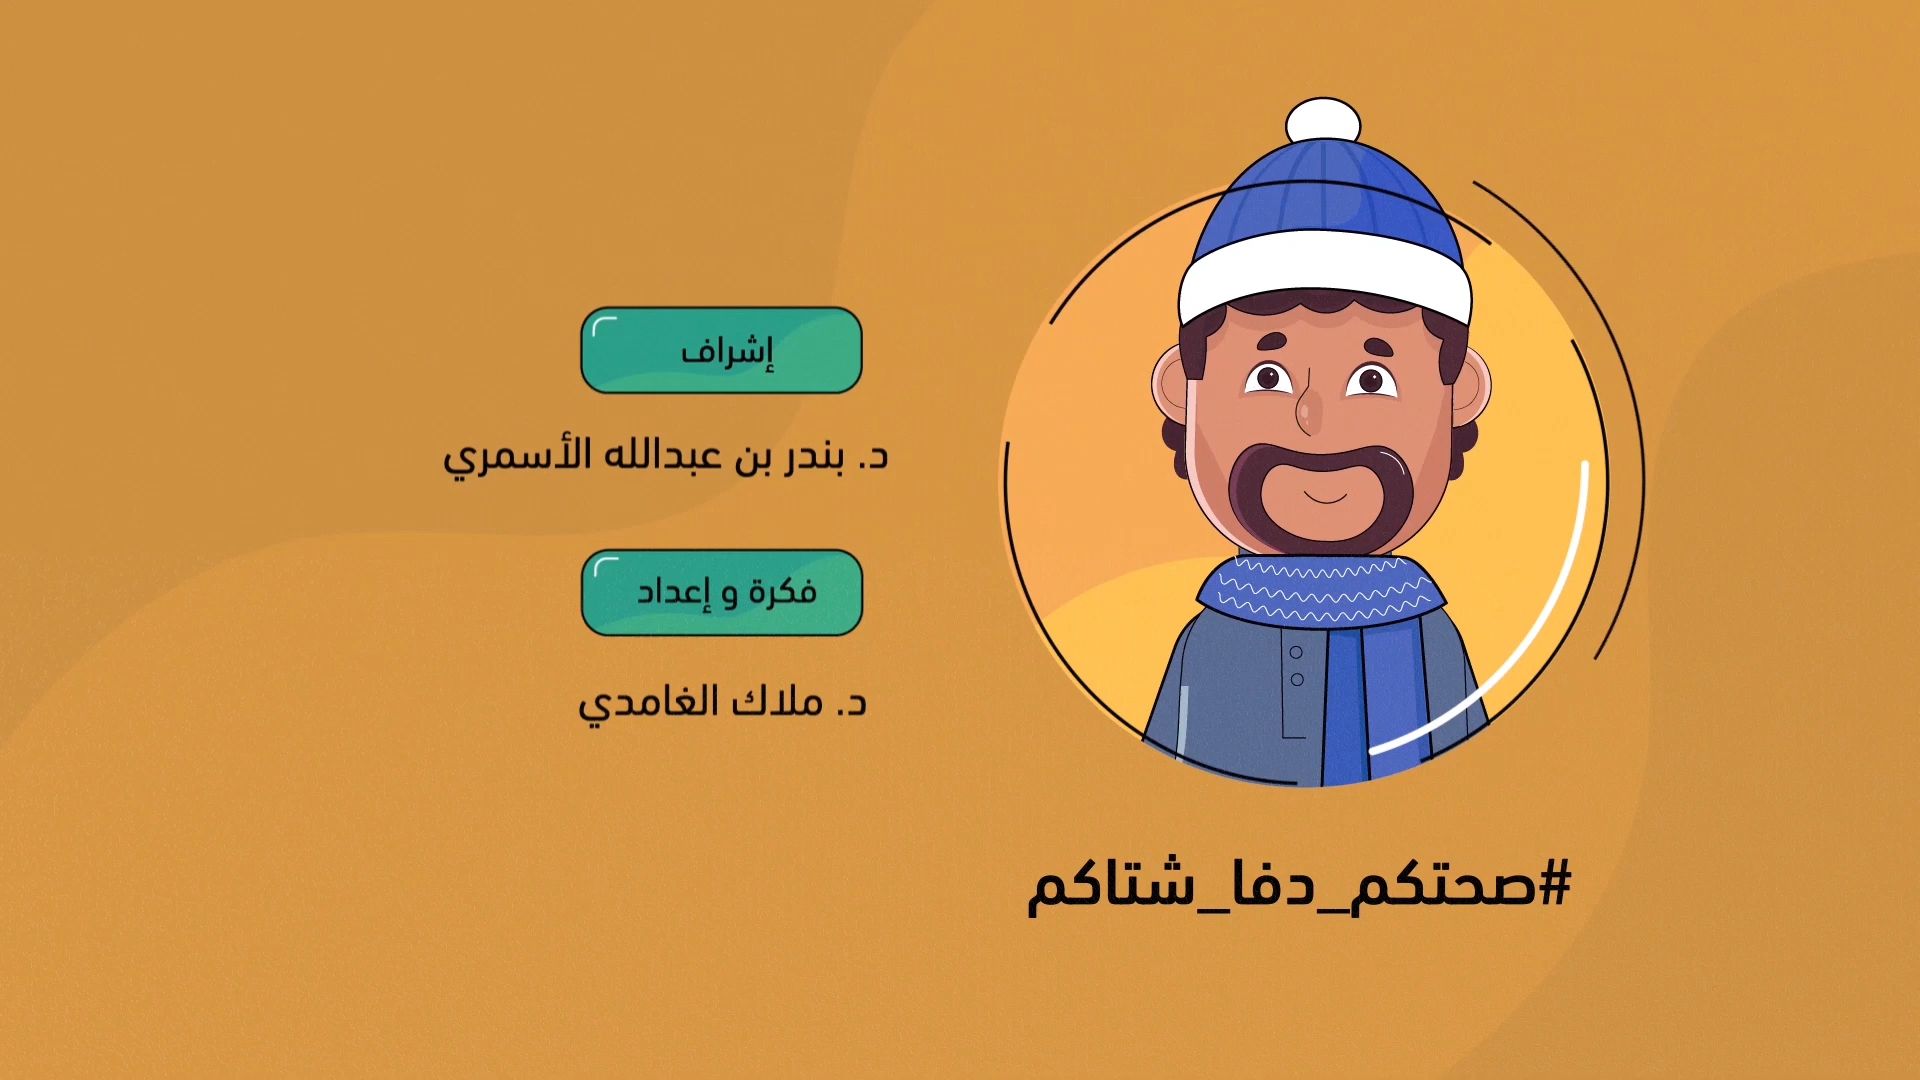 إشراف
د. بندر بن عبدالله الأسمري
فكرة و إعداد
د. ملاك الغامدي
#صحتكم_دفا_شتاكم